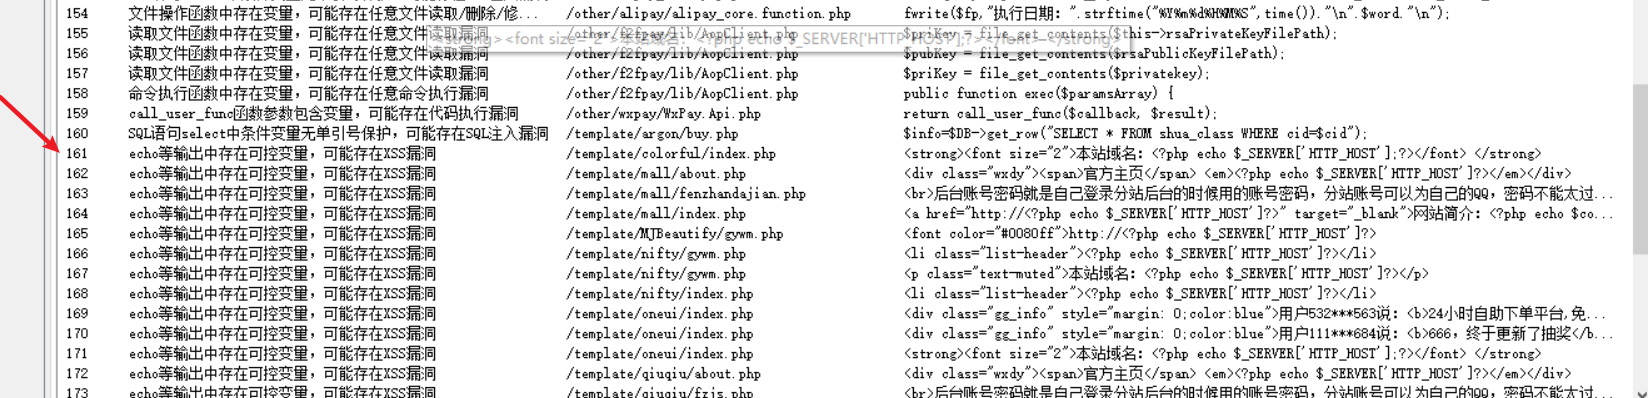 154 文件操作函数中存在变量，可能存在任意文件读取/删除/修... /other/alipay/alipay_core.function.php fwrite($fp,"执行日期：".strftime("%Y%m%d%H%M%S",time())."\n".$word."\n");
155 读取文件函数中存在变量，可能存在任意文件读取漏洞 /other/f2fpay/lib/AopClient.php $priKey = file_get_contents($this->rsaPrivateKeyFilePath);
<strong><font size="2">本站域名：<?php echo $_SERVER['HTTP_HOST'];?></font> </strong>
156 读取文件函数中存在变量，可能存在任意文件读取漏洞 /other/f2fpay/lib/AopClient.php $pubKey = file_get_contents($rsaPublicKeyFilePath);
157 读取文件函数中存在变量，可能存在任意文件读取漏洞 /other/f2fpay/lib/AopClient.php $priKey = file_get_contents($privatekey);
158 命令执行函数中存在变量，可能存在任意命令执行漏洞 /other/f2fpay/lib/AopClient.php public function exec($paramsArray) {
159 call_user_func函数参数包含变量，可能存在代码执行漏洞 /other/wxpay/WxPay.Api.php return call_user_func($callback, $result);
160 SQL语句select中条件变量无单引号保护，可能存在SQL注入漏洞 /template/argon/buy.php $info=$DB->get_row("SELECT * FROM shua_class WHERE cid=$cid");
161 echo等输出中存在可控变量，可能存在XSS漏洞 /template/colorful/index.php <strong><font size="2">本站域名：<?php echo $_SERVER['HTTP_HOST'];?></font> </strong>
162 echo等输出中存在可控变量，可能存在XSS漏洞 /template/mall/about.php <div class="wxdy"><span>官方主页</span> <em><?php echo $_SERVER['HTTP_HOST']?></em></div>
163 echo等输出中存在可控变量，可能存在XSS漏洞 /template/mall/fenzhandajian.php <br>后台账号密码就是自己登录分站后台的时候用的账号密码，分站账号可以为自己的QQ，密码不能太过...
164 echo等输出中存在可控变量，可能存在XSS漏洞 /template/mall/index.php <a href="http://<?php echo $_SERVER['HTTP_HOST']?>" target="_blank">网站简介：<?php echo $co...
165 echo等输出中存在可控变量，可能存在XSS漏洞 /template/MJBeautify/gywm.php <font color="#0080ff">http://<?php echo $_SERVER['HTTP_HOST']?>
166 echo等输出中存在可控变量，可能存在XSS漏洞 /template/nifty/gywm.php <li class="list-header"><?php echo $_SERVER['HTTP_HOST']?></li>
167 echo等输出中存在可控变量，可能存在XSS漏洞 /template/nifty/gywm.php <p class="text-muted">本站域名：<?php echo $_SERVER['HTTP_HOST']?></p>
168 echo等输出中存在可控变量，可能存在XSS漏洞 /template/nifty/index.php <li class="list-header"><?php echo $_SERVER['HTTP_HOST']?></li>
169 echo等输出中存在可控变量，可能存在XSS漏洞 /template/oneui/index.php <div class="gg_info" style="margin: 0;color:blue">用户532***563说：<b>24小时自助下单平台,免...
170 echo等输出中存在可控变量，可能存在XSS漏洞 /template/oneui/index.php <div class="gg_info" style="margin: 0;color:blue">用户111***684说：<b>666，终于更新了抽奖</b...
171 echo等输出中存在可控变量，可能存在XSS漏洞 /template/oneui/index.php <strong><font size="2">本站域名：<?php echo $_SERVER['HTTP_HOST'];?></font> </strong>
172 echo等输出中存在可控变量，可能存在XSS漏洞 /template/qiuqiu/about.php <div class="wxdy"><span>官方主页</span> <em><?php echo $_SERVER['HTTP_HOST']?></em></div>
173 echo等输出中存在可控变量，可能存在XSS漏洞 /template/qiuqiu/fzjs.php <br>后台账号密码就是自己登录分站后台的时候用的账号密码，分站账号可以为自己的QQ，密码不能太过...